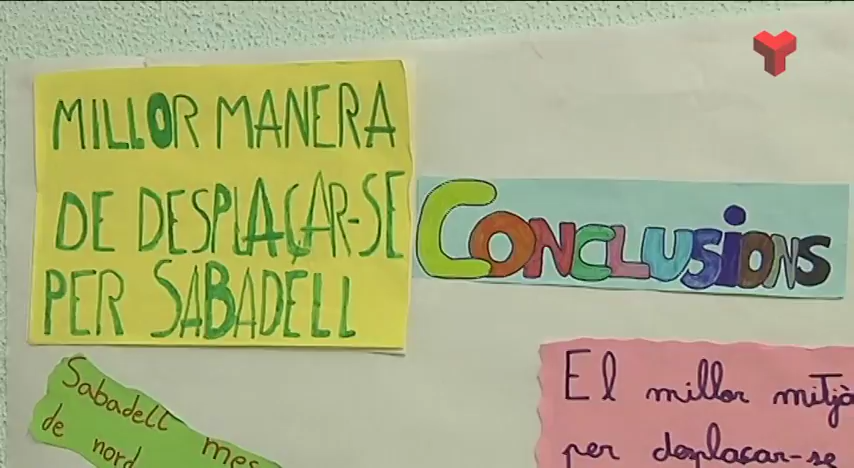 MILLOR MANERA
DE DESPLAÇAR-SE
PER SABADELL
CONCLUSiONS
Sabadell mes
de nord
El millor mitjà
per desplaçar-se